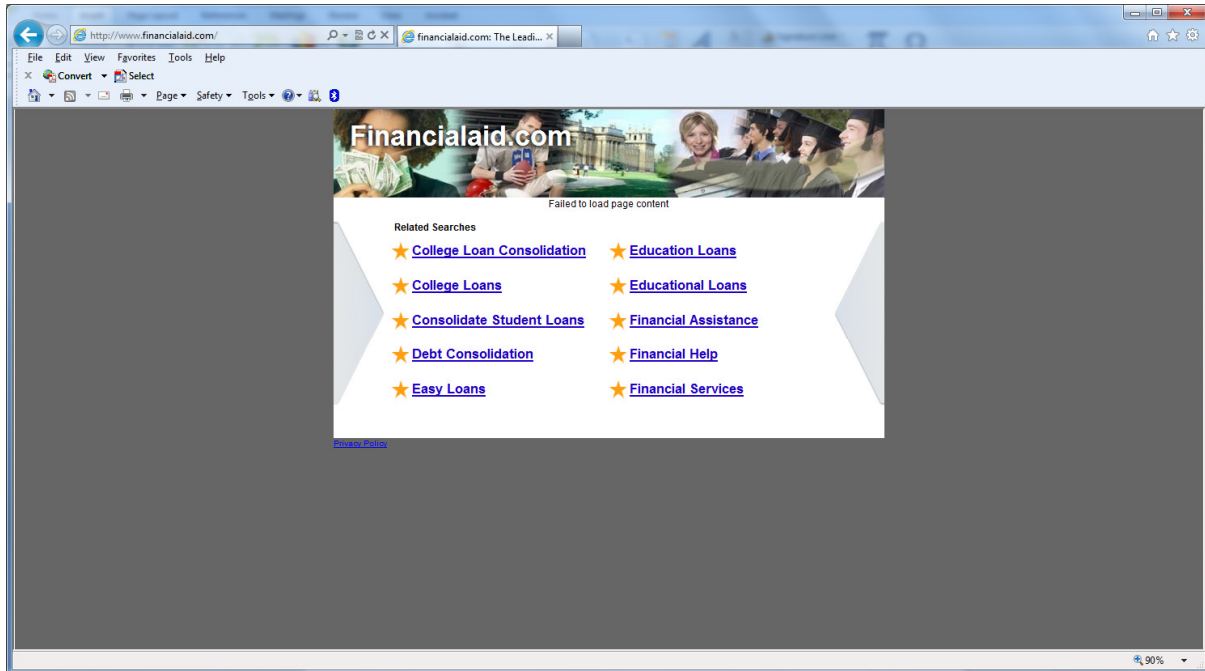 http://www.financialaid.com/
financialaid.com: The Leadi...
File Edit View Favorites Tools Help
Convert Select
Page Safety Tools
Financialaid.com
Failed to load page content
Related Searches
College Loan Consolidation Education Loans
College Loans Educational Loans
Consolidate Student Loans Financial Assistance
Debt Consolidation Financial Help
Easy Loans Financial Services
Privacy Policy
90%